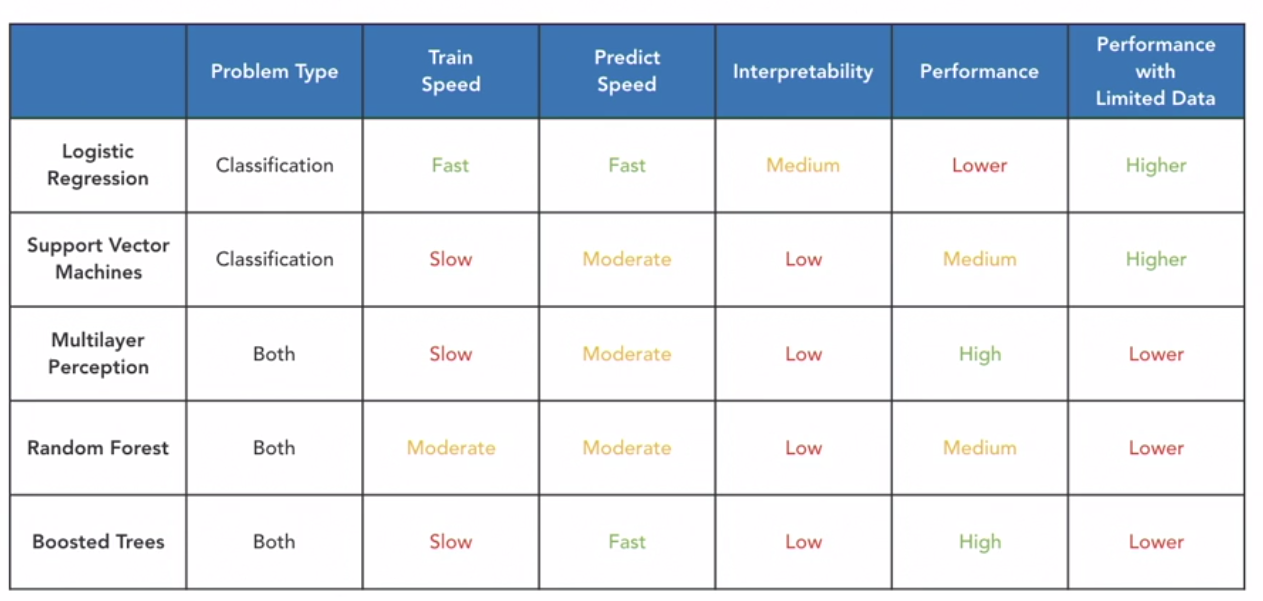 Problem Type
Train
Speed
Predict
Speed
Interpretability
Performance
Performance
with
Limited Data
Logistic
Regression
Classification
Fast
Fast
Medium
Lower
Higher
Support Vector
Machines
Classification
Slow
Moderate
Low
Medium
Higher
Multilayer
Perception
Both
Slow
Moderate
Low
High
Lower
Random Forest
Both
Moderate
Moderate
Low
Medium
Lower
Boosted Trees
Both
Slow
Fast
Low
High
Lower